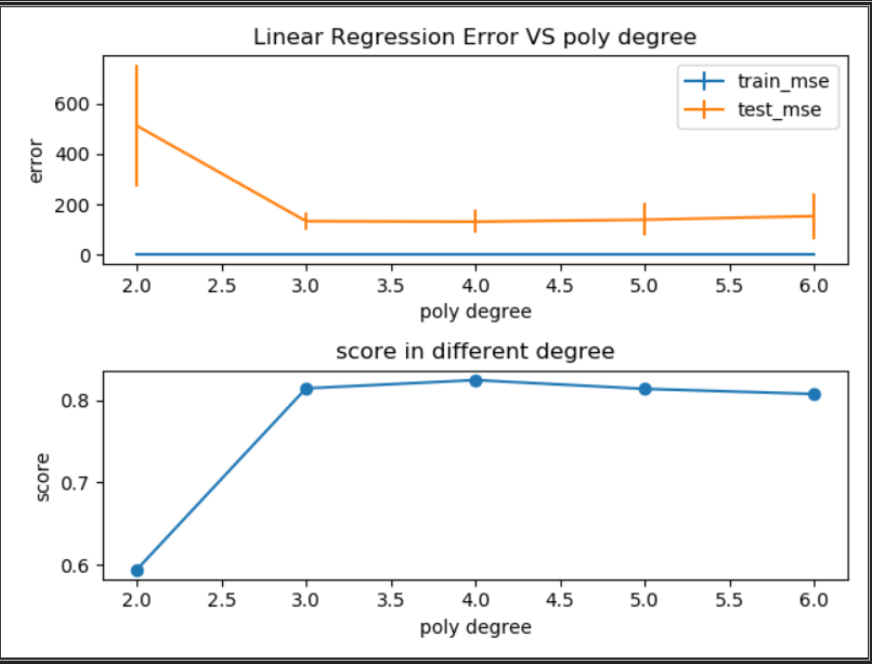 Linear Regression Error VS poly degree
train_mse
test_mse
error
600
400
200
0
2.0 2.5 3.0 3.5 4.0 4.5 5.0 5.5 6.0
poly degree
score in different degree
score
0.8
0.7
0.6
2.0 2.5 3.0 3.5 4.0 4.5 5.0 5.5 6.0
poly degree